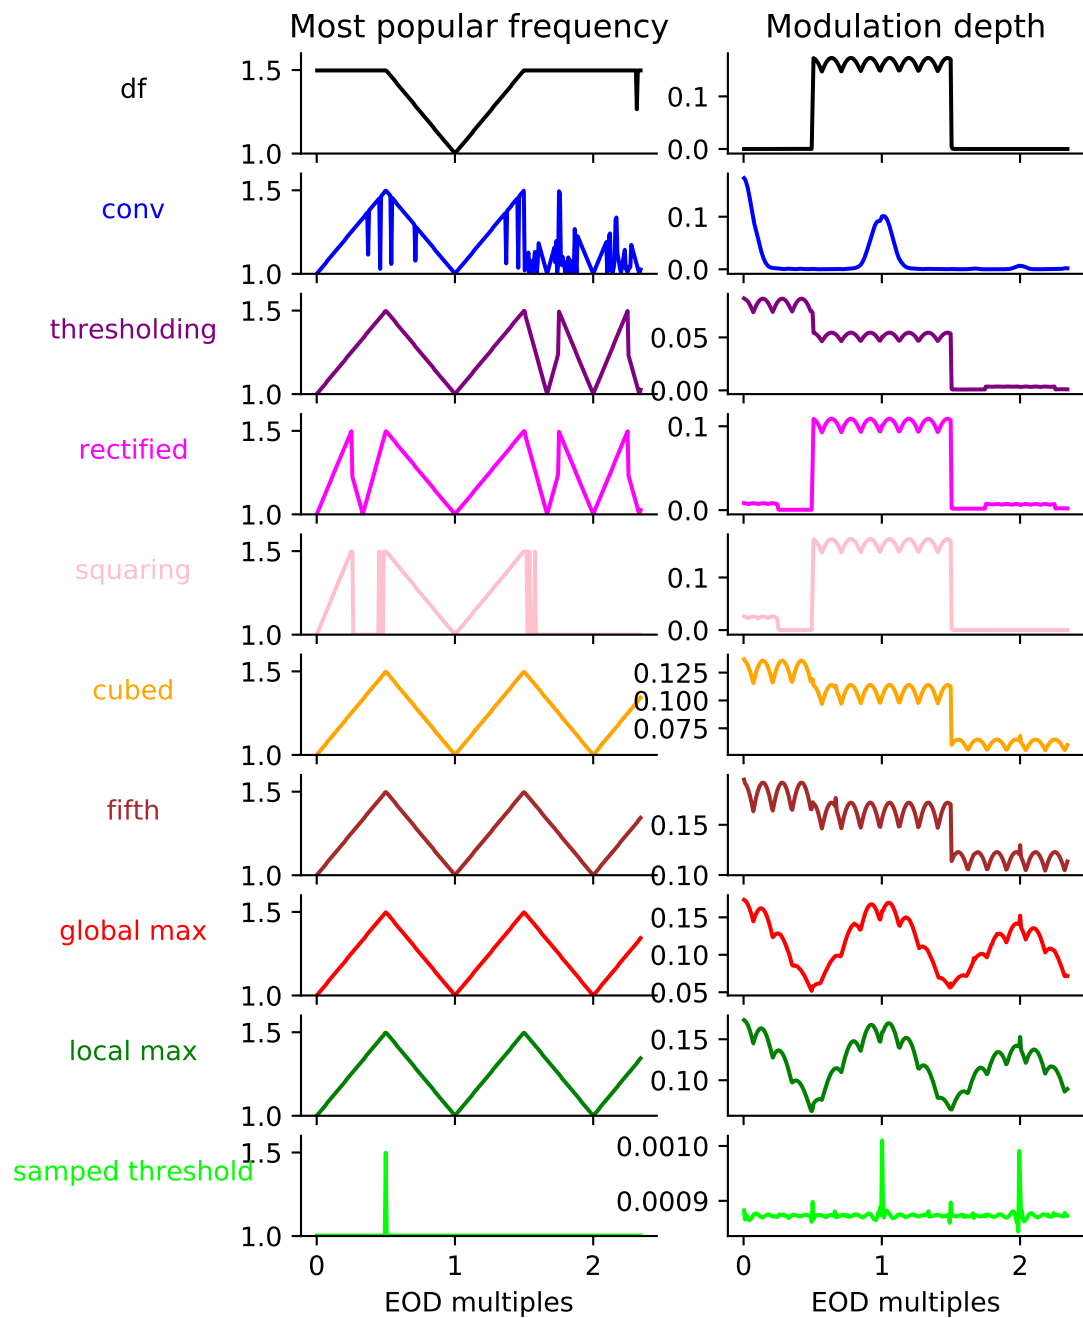 Most popular frequency Modulation depth
df 1.5 1.0 0.1 0.0
conv 1.5 1.0 0.1 0.0
thresholding 1.5 1.0 0.05 0.00
rectified 1.5 1.0 0.1 0.0
squaring 1.5 1.0 0.1 0.0
cubed 1.5 1.0 0.125 0.100 0.075
fifth 1.5 1.0 0.15 0.10
global max 1.5 1.0 0.15 0.10 0.05
local max 1.5 1.0 0.15 0.10
samped threshold 1.5 1.0 0.0010 0.0009
0 1 2 0 1 2
EOD multiples EOD multiples